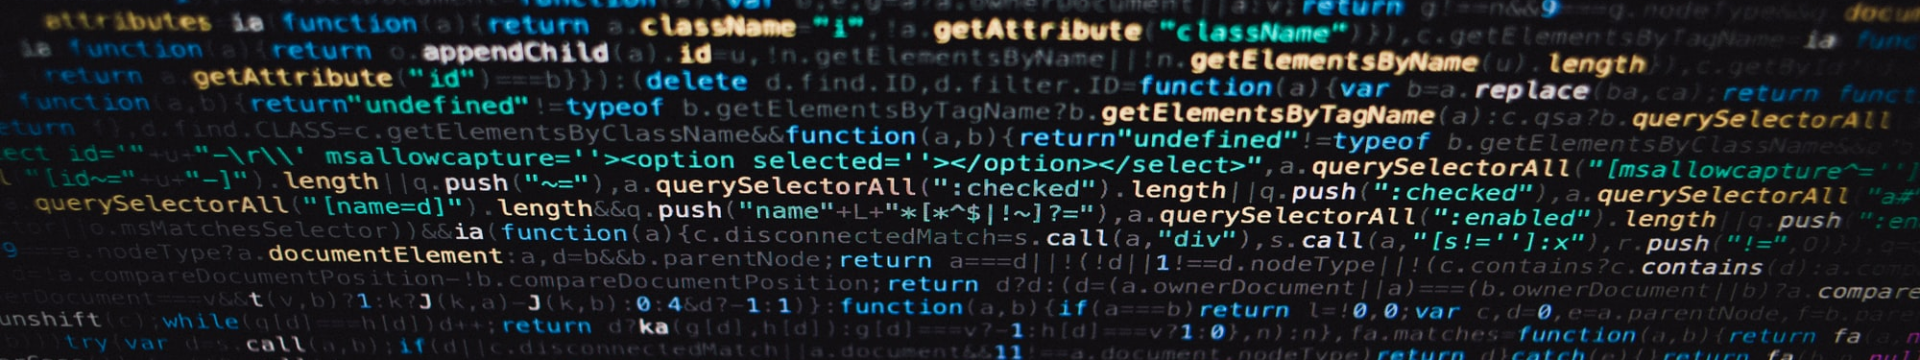 attributes ia function(a){return a.className="i",!a.getAttribute("className")}),c.getElementsByTagName ia
ia function(a){return o.appendChild(a).id=u,!n.getElementsByName||!n.getElementsByName(u).length}),c.getById
return a.getAttribute("id")===b}}):(delete d.find.ID,d.filter.ID=function(a){var b=a.replace(ba,ca);return funct
function(a,b){return"undefined"!=typeof b.getElementsByTagName?b.getElementsByTagName(a):c.qsa?b.querySelectorAll
eturn f},d.find.CLASS=c.getElementsByClassName&&function(a,b){return"undefined"!=typeof b.getElementsByClassName&&
ect id='"+u+"-\r\\' msallowcapture=''><option selected=''></option></select>",a.querySelectorAll("[msallowcapture^='']
l "[id~="+u+"-]").length||q.push("~="),a.querySelectorAll(":checked").length||q.push(":checked"),a.querySelectorAll "a#"
a.querySelectorAll("[name=d]").length&&q.push("name"+L+"*[*^$|!~]?="),a.querySelectorAll(":enabled").length||q.push ":en
tor||o.msMatchesSelector))&&ia(function(a){c.disconnectedMatch=s.call(a,"div"),s.call(a,"[s!='']:x"),r.push("!=",O)})
9===a.nodeType?a.documentElement:a,d=b&&b.parentNode;return a===d||!(!d||1!==d.nodeType||!(c.contains?c.contains(d):a.comp
d=!a.compareDocumentPosition-!b.compareDocumentPosition;return d?d:(d=(a.ownerDocument||a)===(b.ownerDocument||b)?a.compare
erDocument===v&&t(v,b)?1:k?J(k,a)-J(k,b):0:4&d?-1:1)}:function(a,b){if(a===b)return l=!0,0;var c,d=0,e=a.parentNode,f=b.pare
unshift(c);while(g[d]===h[d])d++;return d?ka(g[d],h[d]):g[d]===v?-1:h[d]===v?1:0},n):n},fa.matches=function(a,b){return fa(a,n
try{var d=s.call(a,b);if(d||c.disconnectedMatch||a.document&&11!==a.document.nodeType)return d}catch(e){}return fa